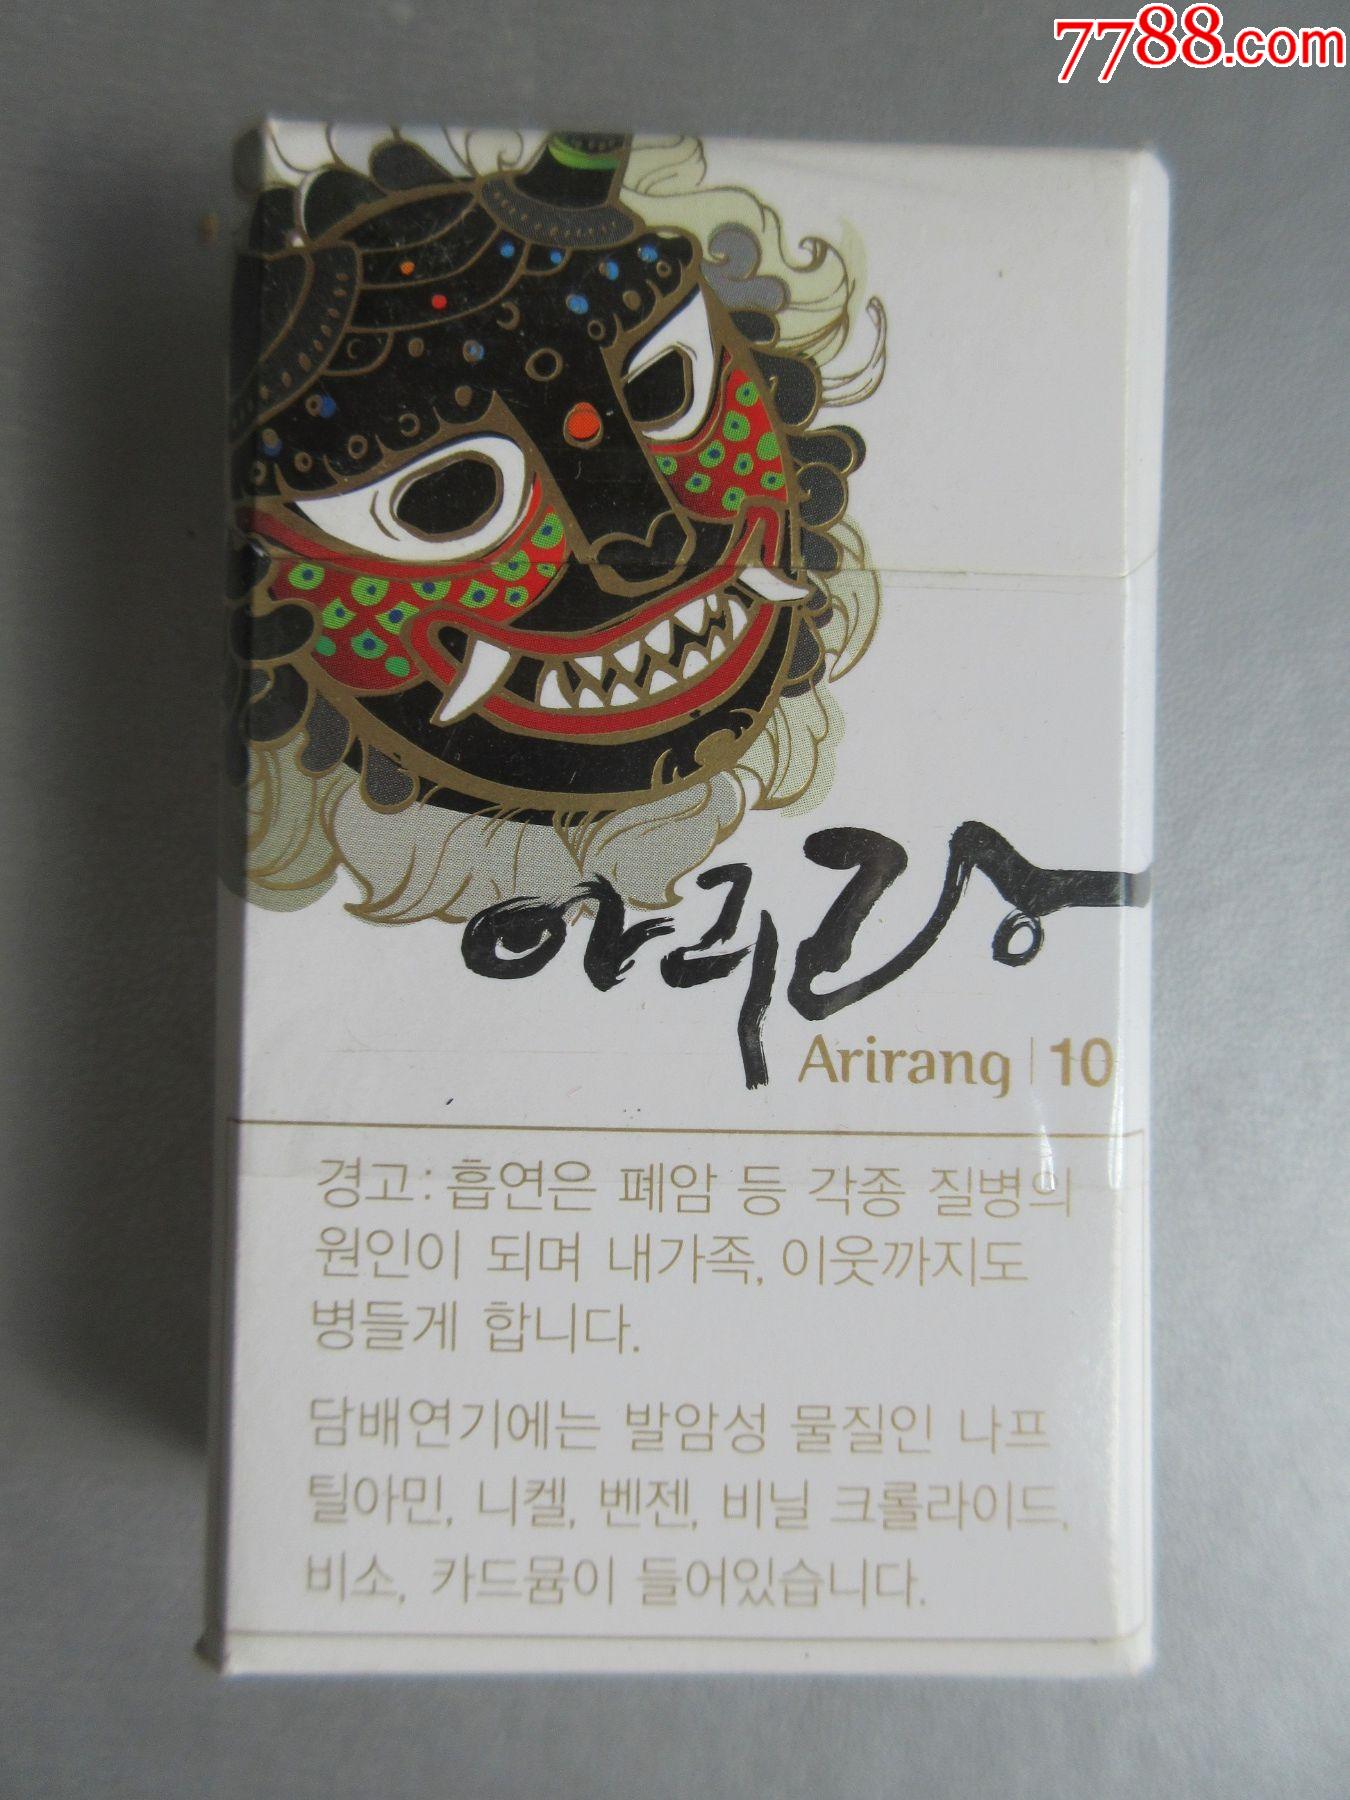 7788.com
아리랑
Arirang | 10
경고: 흡연은 폐암 등 각종 질병의
원인이 되며 내가족, 이웃까지도
병들게 합니다.
담배연기에는 발암성 물질인 나프
틸아민, 니켈, 벤젠, 비닐 크롤라이드,
비소, 카드뮴이 들어있습니다.